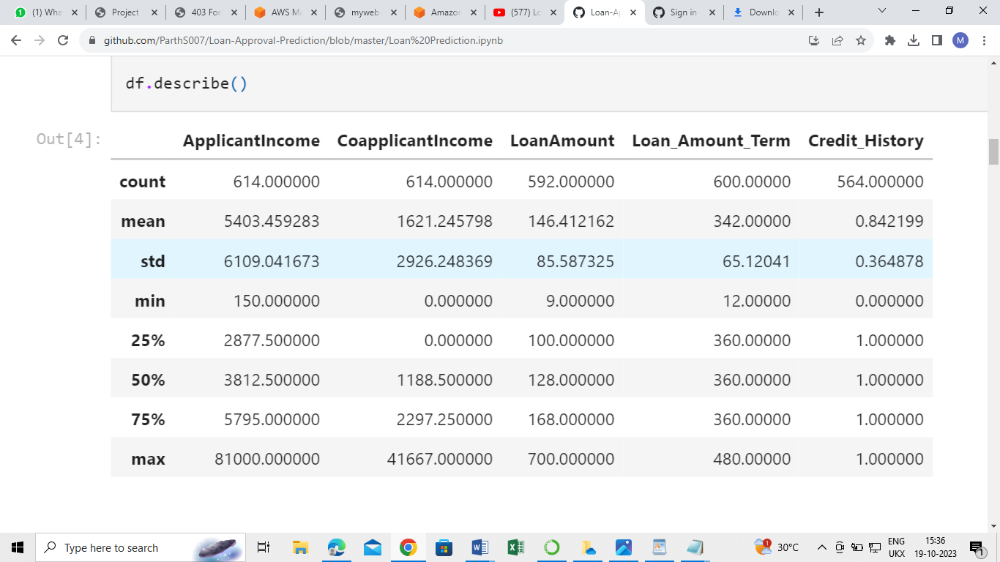 (1) Wha
Project
403 For
AWS Ma
myweb-
Amazor
(577) Lo
Loan-Ap
Sign in
Downlo
github.com/ParthS007/Loan-Approval-Prediction/blob/master/Loan%20Prediction.ipynb
M
df.describe()
Out[4]:
ApplicantIncome CoapplicantIncome LoanAmount Loan_Amount_Term Credit_History
count 614.000000 614.000000 592.000000 600.00000 564.000000
mean 5403.459283 1621.245798 146.412162 342.00000 0.842199
std 6109.041673 2926.248369 85.587325 65.12041 0.364878
min 150.000000 0.000000 9.000000 12.00000 0.000000
25% 2877.500000 0.000000 100.000000 360.00000 1.000000
50% 3812.500000 1188.500000 128.000000 360.00000 1.000000
75% 5795.000000 2297.250000 168.000000 360.00000 1.000000
max 81000.000000 41667.000000 700.000000 480.00000 1.000000
Type here to search
30°C
ENG
UKX
15:36
19-10-2023
1